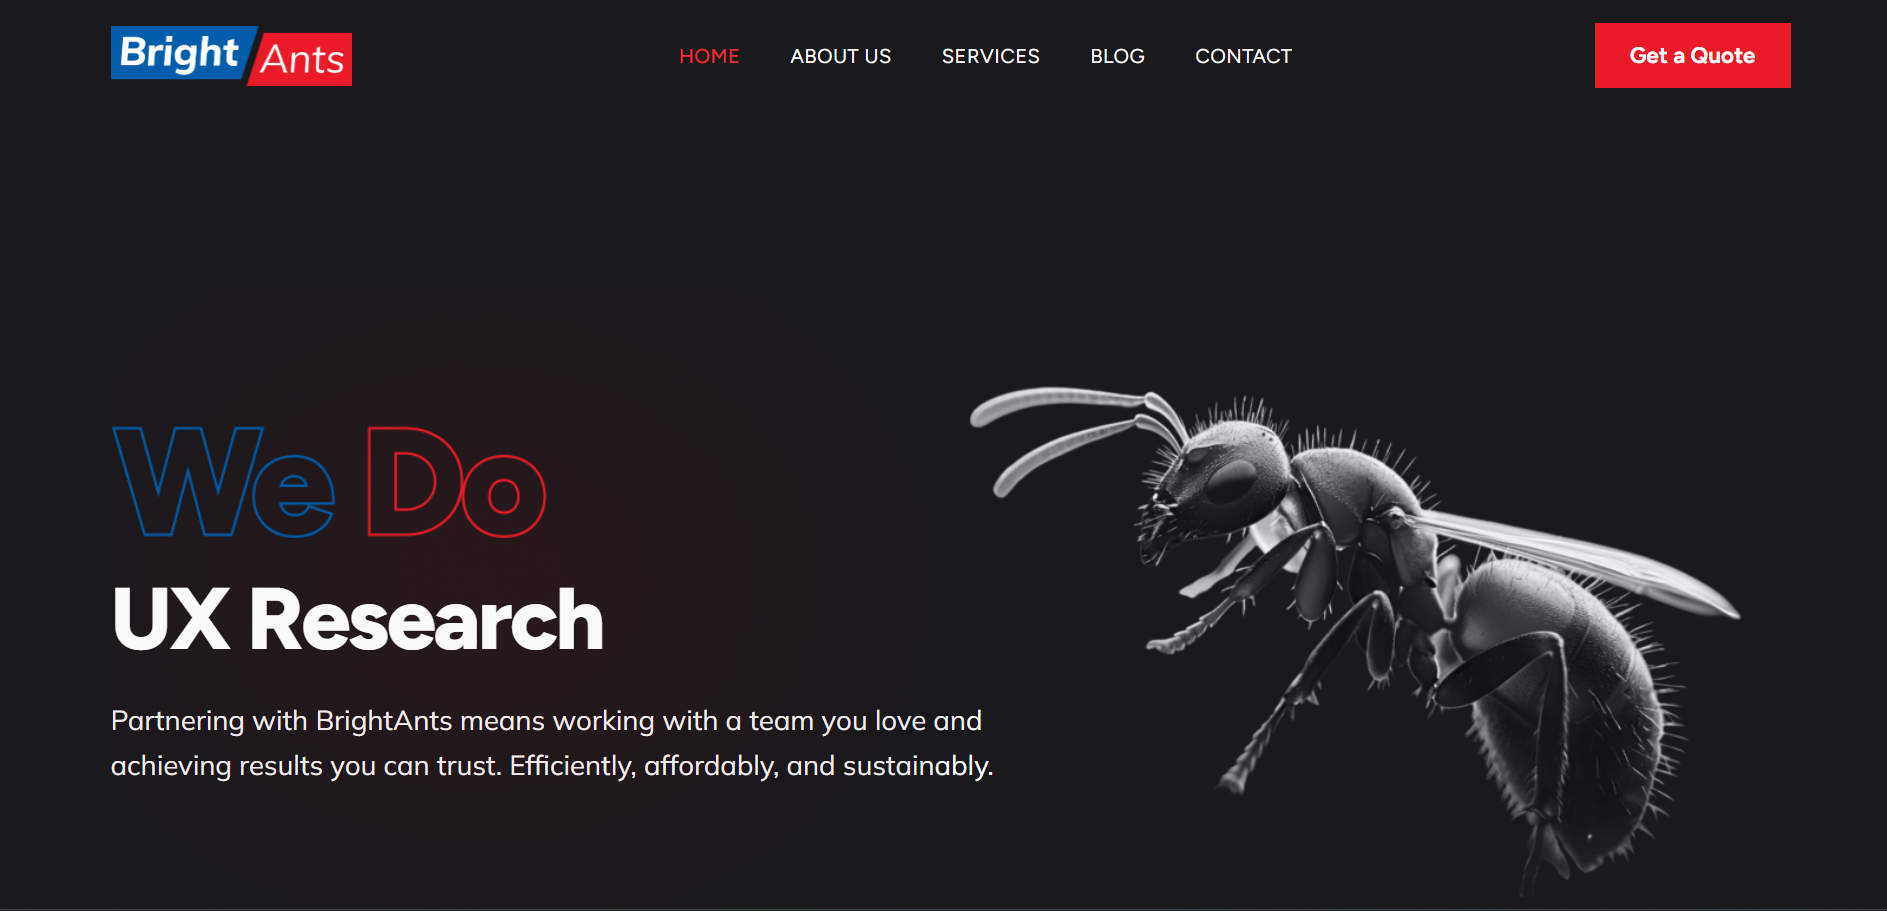 Bright Ants
HOME
ABOUT US
SERVICES
BLOG
CONTACT
Get a Quote
We Do
UX Research
Partnering with BrightAnts means working with a team you love and
achieving results you can trust. Efficiently, affordably, and sustainably.